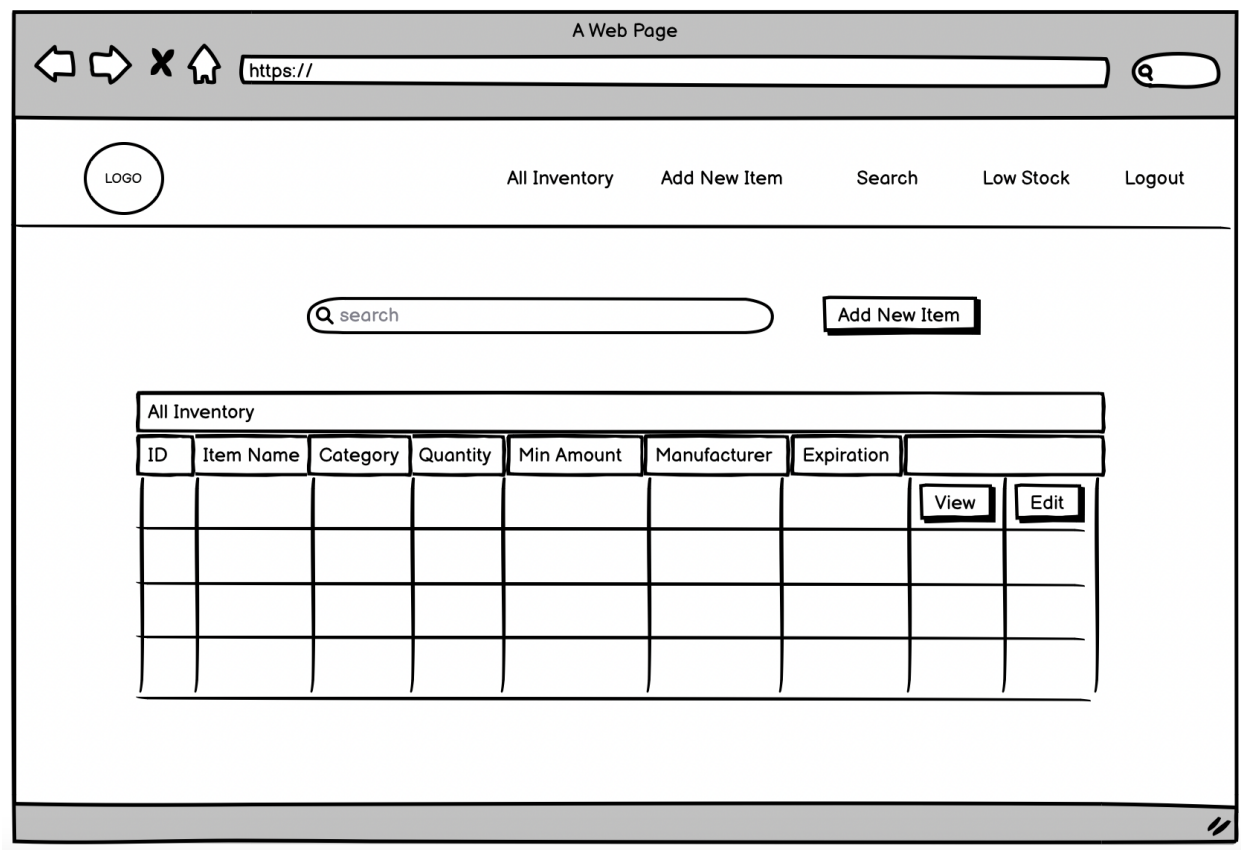 A Web Page
https://
LOGO
All Inventory Add New Item Search Low Stock Logout
search
Add New Item
All Inventory
ID Item Name Category Quantity Min Amount Manufacturer Expiration
View Edit